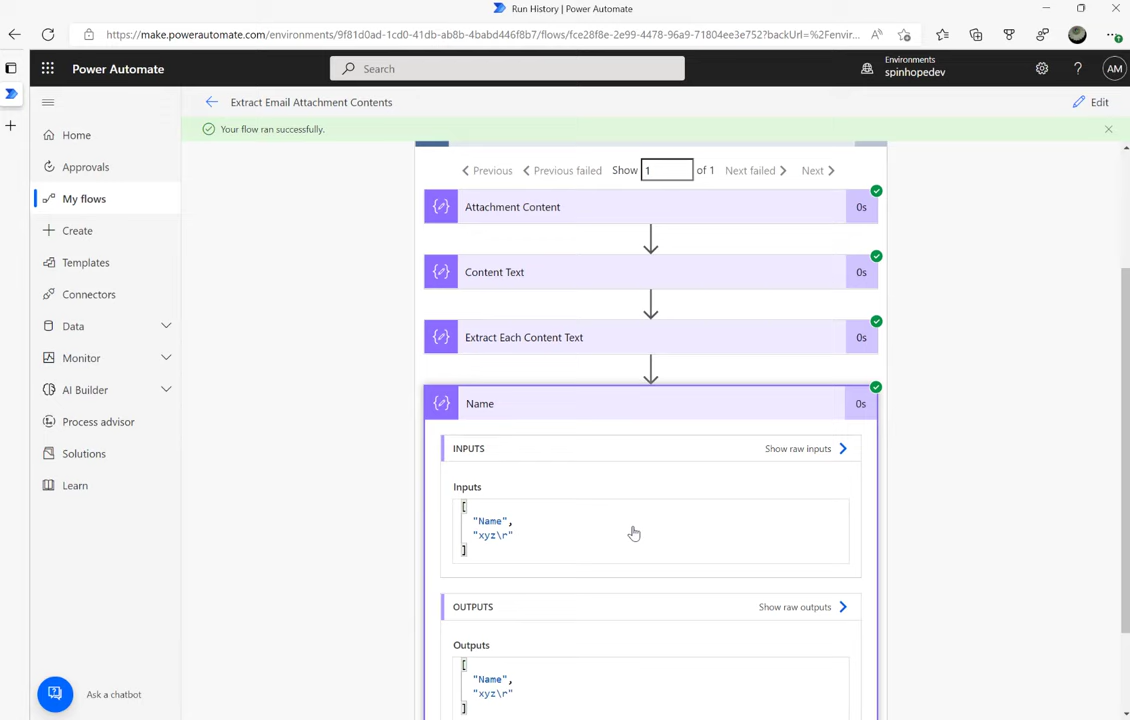 Run History | Power Automate
https://make.powerautomate.com/environments/9f81d0ad-1cd0-41db-ab8b-4babdd446f8b7/flows/fce28f8e-2e99-4478-96a9-71804ee3e752?backUrl=%2Fenvir...
Power Automate
Search
Environments
spinhopedev
AM
Extract Email Attachment Contents
Edit
Your flow ran successfully.
Home
Approvals
My flows
Create
Templates
Connectors
Data
Monitor
AI Builder
Process advisor
Solutions
Learn
Ask a chatbot
Previous Previous failed Show 1 of 1 Next failed Next
Attachment Content 0s
Content Text 0s
Extract Each Content Text 0s
Name 0s
INPUTS Show raw inputs
Inputs
[
"Name",
"xyz\r"
]
OUTPUTS Show raw outputs
Outputs
[
"Name",
"xyz\r"
]